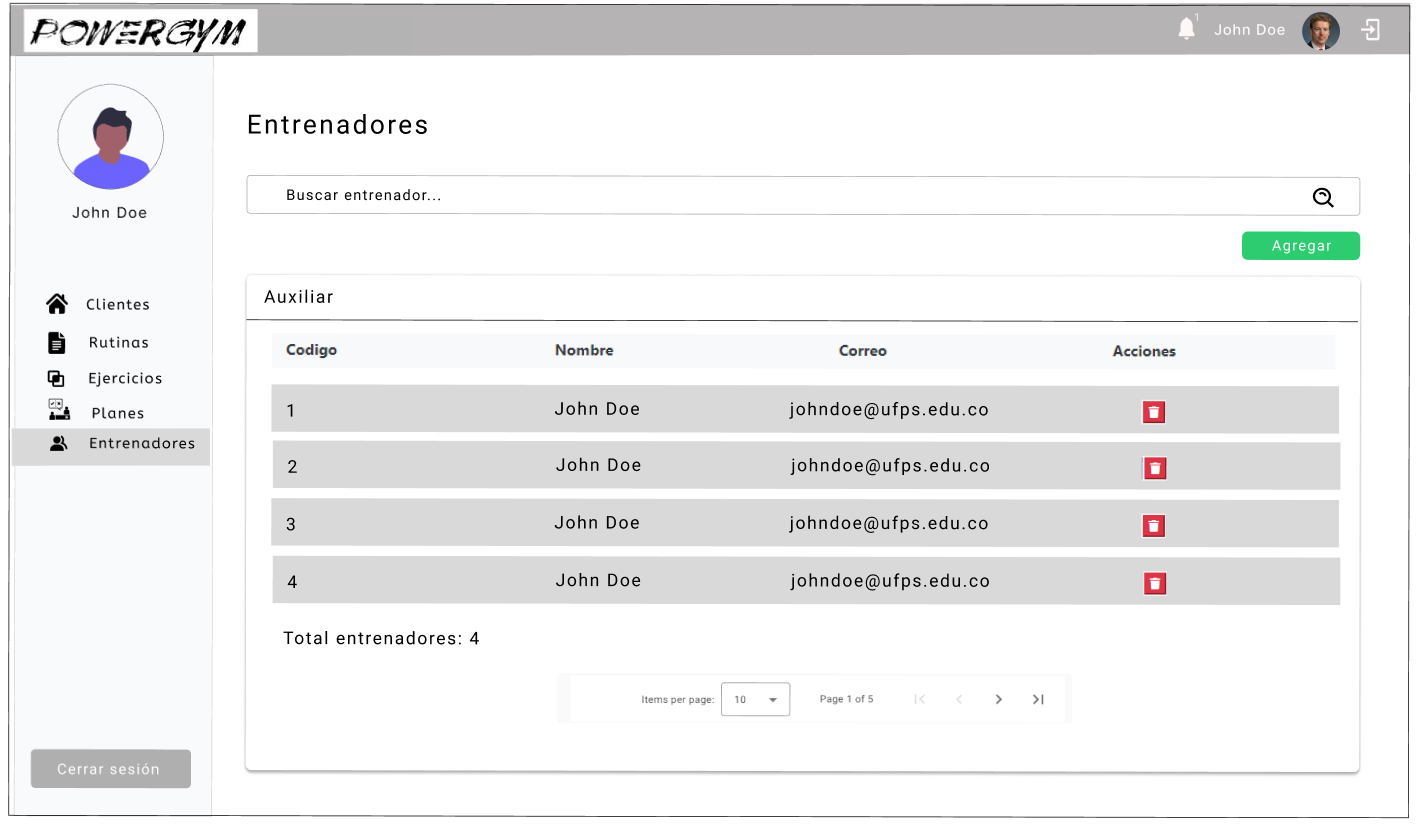 POWERGYM
1
John Doe
John Doe
Clientes
Rutinas
Ejercicios
Planes
Entrenadores
Cerrar sesión
Entrenadores
Buscar entrenador...
Agregar
Auxiliar
Codigo Nombre Correo Acciones
1 John Doe johndoe@ufps.edu.co
2 John Doe johndoe@ufps.edu.co
3 John Doe johndoe@ufps.edu.co
4 John Doe johndoe@ufps.edu.co
Total entrenadores: 4
Items per page: 10 Page 1 of 5